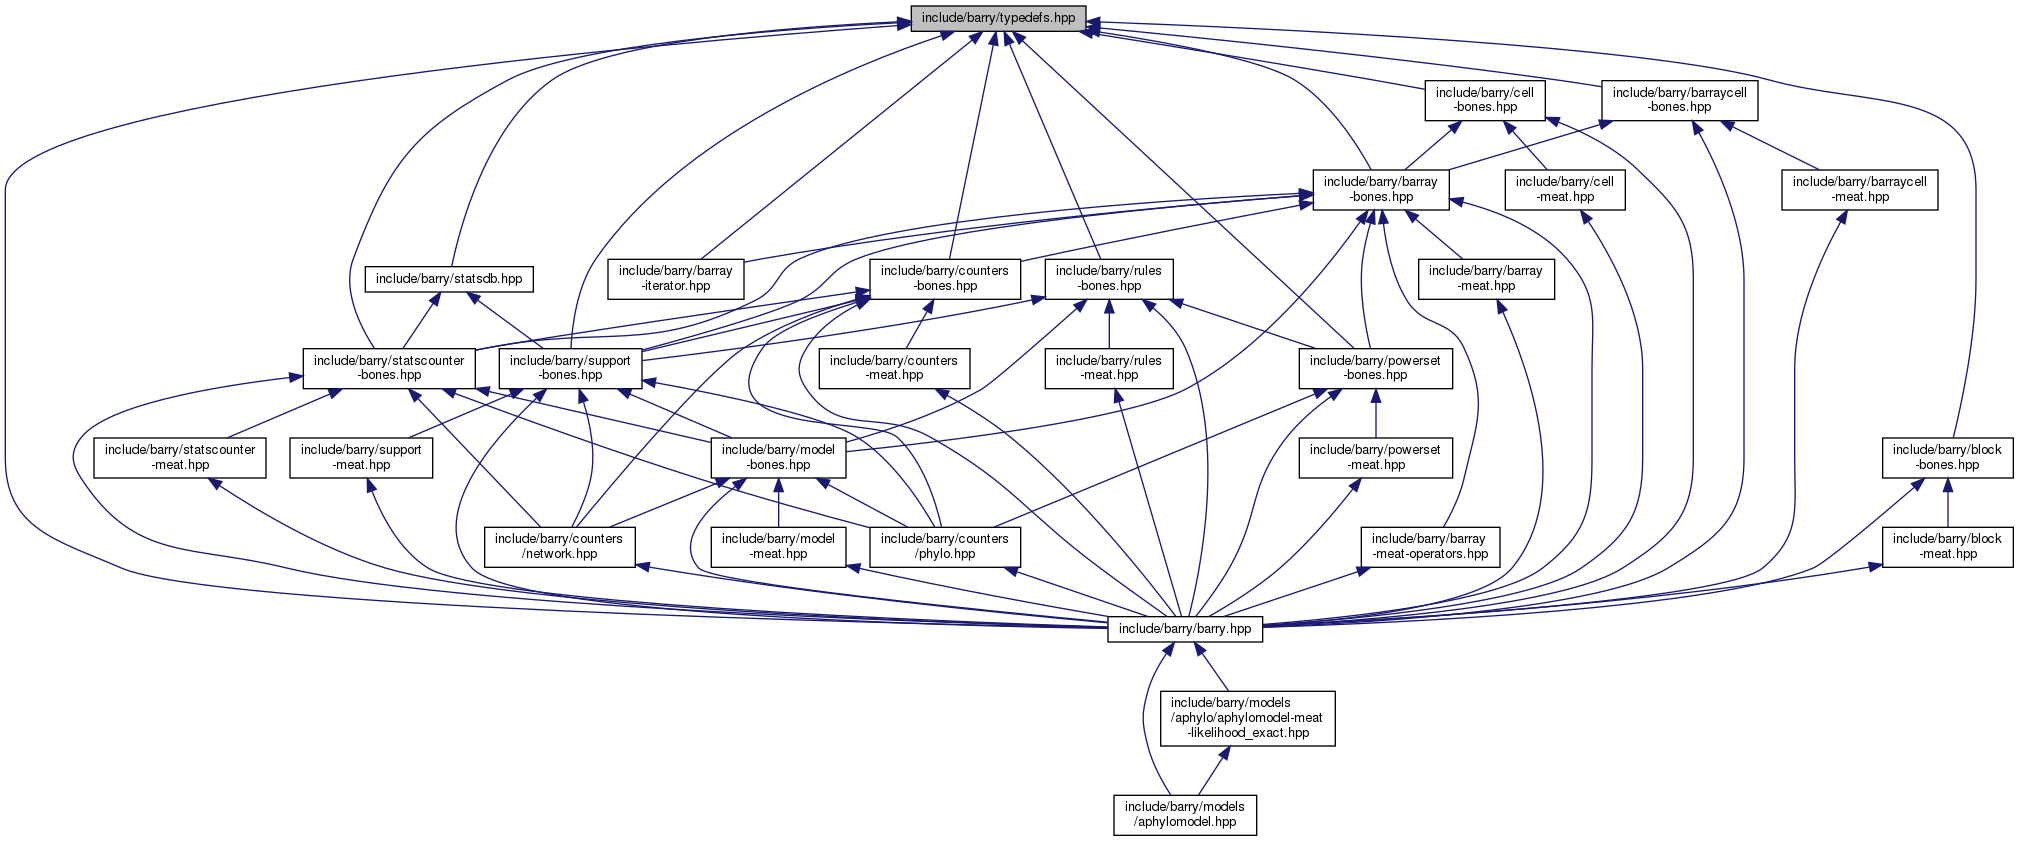 include/barry/typedefs.hpp
include/barry/cell
-bones.hpp
include/barry/barraycell
-bones.hpp
include/barry/barray
-bones.hpp
include/barry/cell
-meat.hpp
include/barry/barraycell
-meat.hpp
include/barry/statsdb.hpp
include/barry/barray
-iterator.hpp
include/barry/counters
-bones.hpp
include/barry/rules
-bones.hpp
include/barry/barray
-meat.hpp
include/barry/statscounter
-bones.hpp
include/barry/support
-bones.hpp
include/barry/counters
-meat.hpp
include/barry/rules
-meat.hpp
include/barry/powerset
-bones.hpp
include/barry/statscounter
-meat.hpp
include/barry/support
-meat.hpp
include/barry/model
-bones.hpp
include/barry/powerset
-meat.hpp
include/barry/block
-bones.hpp
include/barry/counters
/network.hpp
include/barry/model
-meat.hpp
include/barry/counters
/phylo.hpp
include/barry/barray
-meat-operators.hpp
include/barry/block
-meat.hpp
include/barry/barry.hpp
include/barry/models
/aphylo/aphylomodel-meat
-likelihood_exact.hpp
include/barry/models
/aphylomodel.hpp